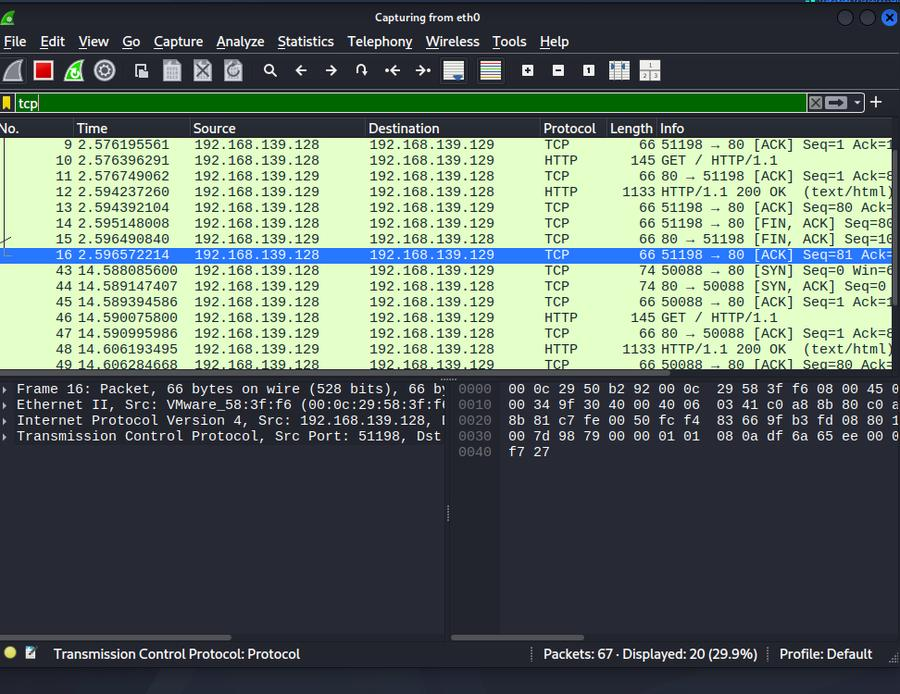 Capturing from eth0
File Edit View Go Capture Analyze Statistics Telephony Wireless Tools Help
tcp
No. Time Source Destination Protocol Length Info
9 2.576195561 192.168.139.128 192.168.139.129 TCP 66 51198 → 80 [ACK] Seq=1 Ack=1
10 2.576396291 192.168.139.128 192.168.139.129 HTTP 145 GET / HTTP/1.1
11 2.576749062 192.168.139.129 192.168.139.128 TCP 66 80 → 51198 [ACK] Seq=1 Ack=8
12 2.594237260 192.168.139.129 192.168.139.128 HTTP 1133 HTTP/1.1 200 OK (text/html)
13 2.594392104 192.168.139.128 192.168.139.129 TCP 66 51198 → 80 [ACK] Seq=80 Ack=
14 2.595148008 192.168.139.128 192.168.139.129 TCP 66 51198 → 80 [FIN, ACK] Seq=80
15 2.596490840 192.168.139.129 192.168.139.128 TCP 66 80 → 51198 [FIN, ACK] Seq=10
16 2.596572214 192.168.139.128 192.168.139.129 TCP 66 51198 → 80 [ACK] Seq=81 Ack=
43 14.588085600 192.168.139.128 192.168.139.129 TCP 74 50088 → 80 [SYN] Seq=0 Win=6
44 14.589147407 192.168.139.129 192.168.139.128 TCP 74 80 → 50088 [SYN, ACK] Seq=0
45 14.589394586 192.168.139.128 192.168.139.129 TCP 66 50088 → 80 [ACK] Seq=1 Ack=1
46 14.590075800 192.168.139.128 192.168.139.129 HTTP 145 GET / HTTP/1.1
47 14.590995986 192.168.139.129 192.168.139.128 TCP 66 80 → 50088 [ACK] Seq=1 Ack=8
48 14.606193495 192.168.139.129 192.168.139.128 HTTP 1133 HTTP/1.1 200 OK (text/html)
49 14.606284668 192.168.139.128 192.168.139.129 TCP 66 50088 → 80 [ACK] Seq=80 Ack=
Frame 16: Packet, 66 bytes on wire (528 bits), 66 by
Ethernet II, Src: VMware_58:3f:f6 (00:0c:29:58:3f:f6
Internet Protocol Version 4, Src: 192.168.139.128, D
Transmission Control Protocol, Src Port: 51198, Dst
0000 00 0c 29 50 b2 92 00 0c 29 58 3f f6 08 00 45 0
0010 00 34 9f 30 40 00 40 06 03 41 c0 a8 8b 80 c0 a
0020 8b 81 c7 fe 00 50 fc f4 83 66 9f b3 fd 08 80 1
0030 00 7d 98 79 00 00 01 01 08 0a df 6a 65 ee 00 0
0040 f7 27
Transmission Control Protocol: Protocol
Packets: 67 · Displayed: 20 (29.9%)
Profile: Default